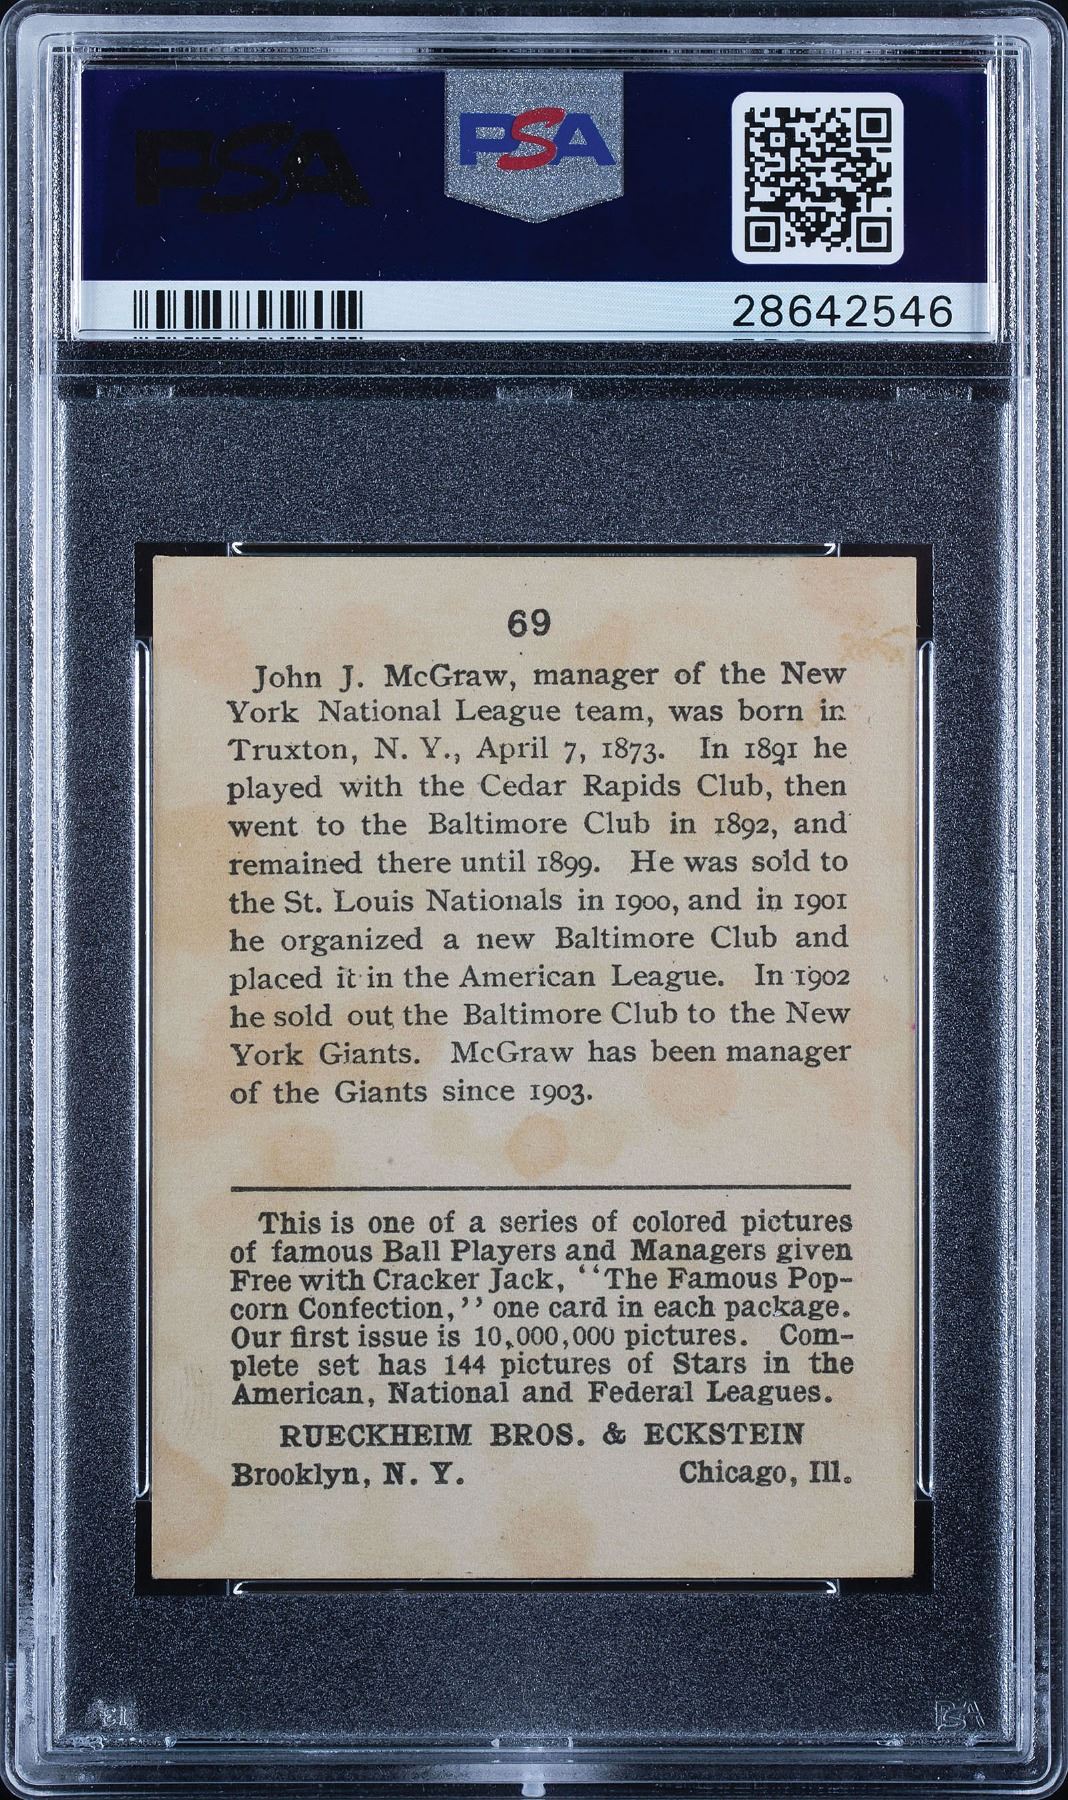 PSA
PSA
28642546
69
John J. McGraw, manager of the New
York National League team, was born in
Truxton, N. Y., April 7, 1873. In 1891 he
played with the Cedar Rapids Club, then
went to the Baltimore Club in 1892, and
remained there until 1899. He was sold to
the St. Louis Nationals in 1900, and in 1901
he organized a new Baltimore Club and
placed it in the American League. In 1902
he sold out the Baltimore Club to the New
York Giants. McGraw has been manager
of the Giants since 1903.
This is one of a series of colored pictures
of famous Ball Players and Managers given
Free with Cracker Jack, "The Famous Pop-
corn Confection," one card in each package.
Our first issue is 10,000,000 pictures. Com-
plete set has 144 pictures of Stars in the
American, National and Federal Leagues.
RUECKHEIM BROS. & ECKSTEIN
Brooklyn, N. Y. Chicago, Ill.
PSA